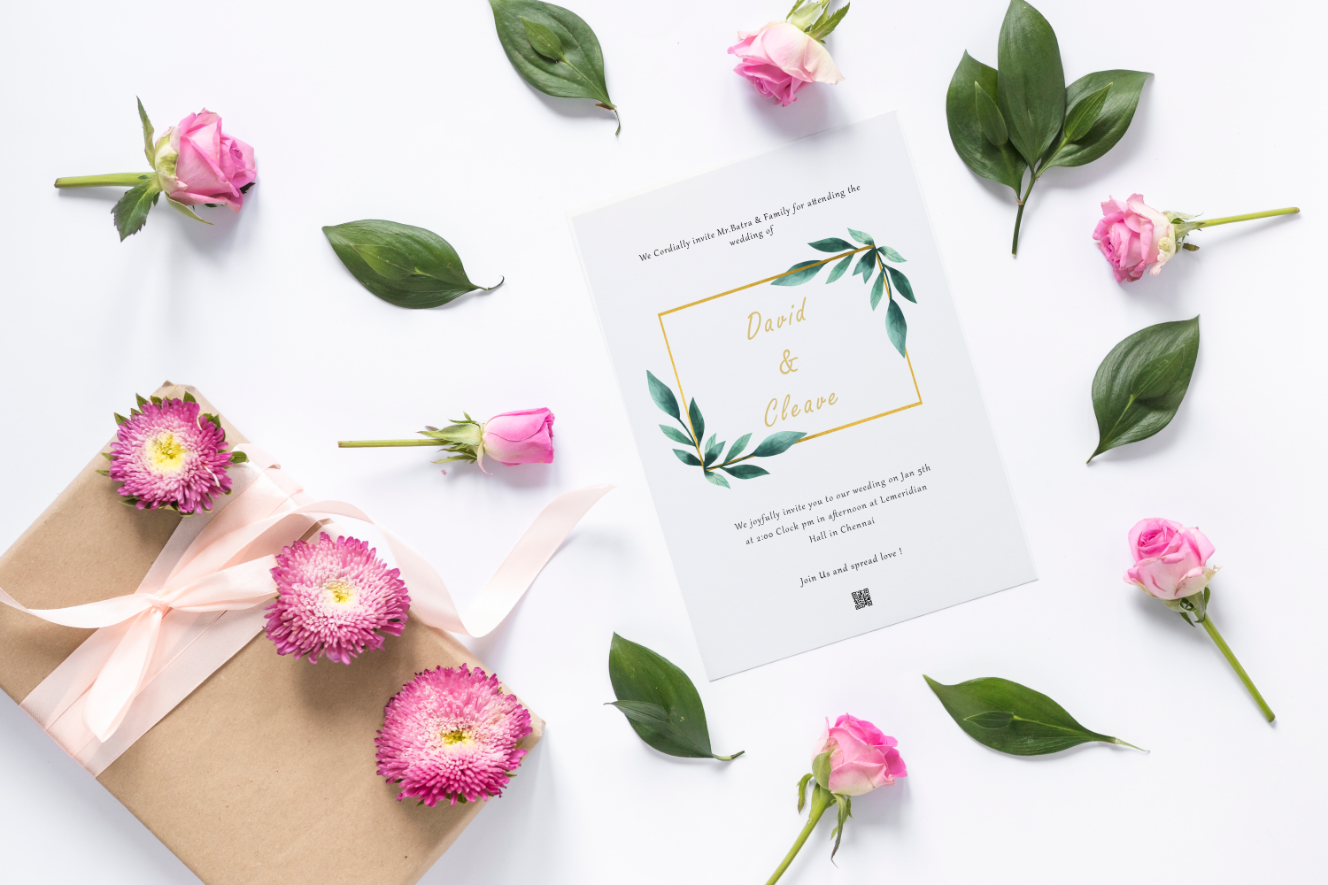 We Cordially invite Mr.Batra & Family for attending the
wedding of
David
&
Cleave
We joyfully invite you to our weeding on Jan 5th
at 2:00 Clock pm in afternoon at Lemeridian
Hall in Chennai
Join Us and spread love !